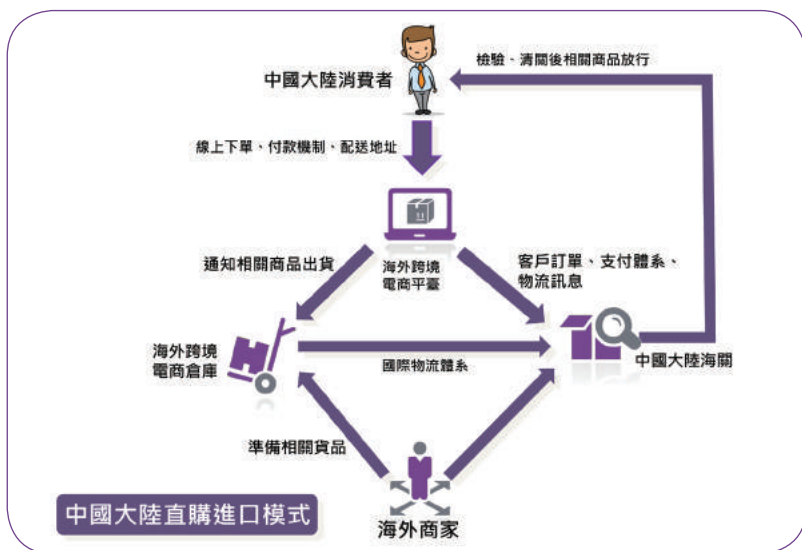 檢驗、清關後相關商品放行
中國大陸消費者
線上下單、付款機制、配送地址
通知相關商品出貨
海外跨境
電商平臺
客戶訂單、支付體系、
物流訊息
海外跨境
電商倉庫
國際物流體系
中國大陸海關
準備相關貨品
中國大陸直購進口模式
海外商家